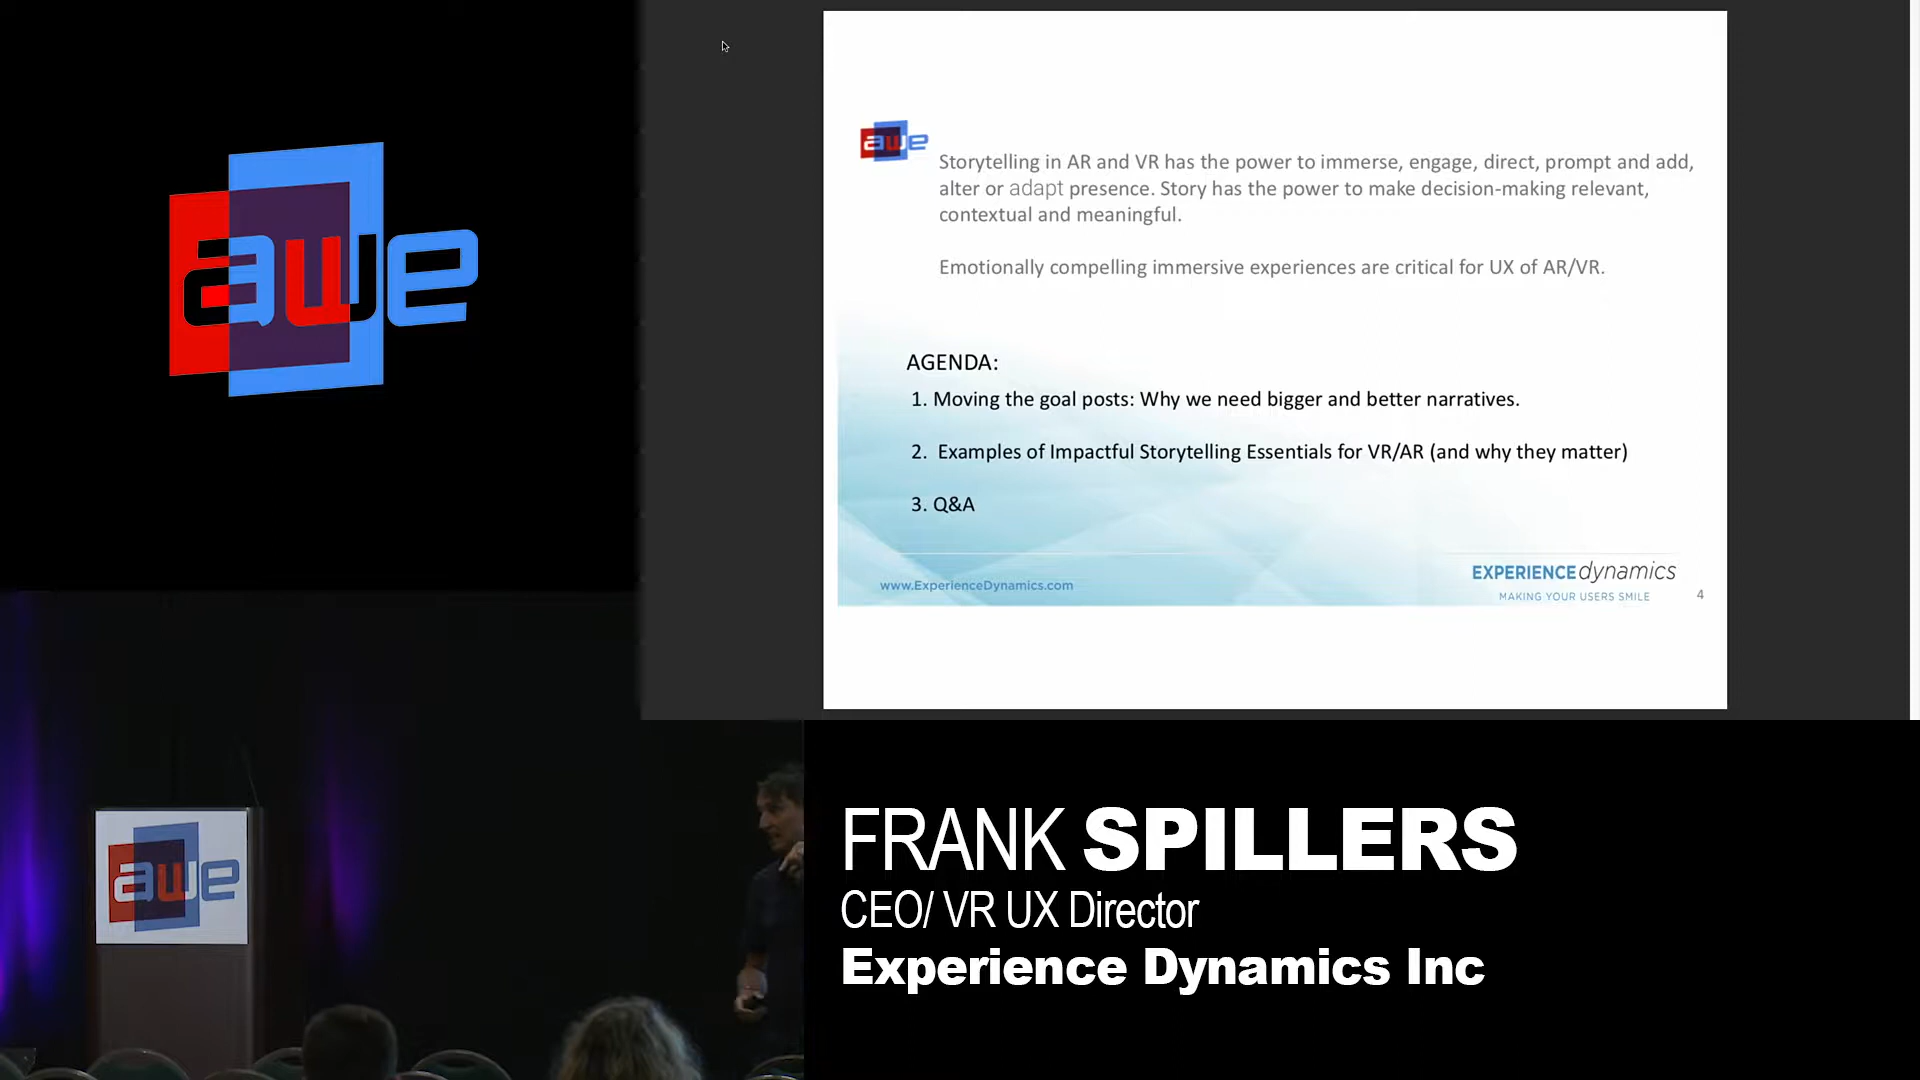 awe
awe
Storytelling in AR and VR has the power to immerse, engage, direct, prompt and add,
alter or adapt presence. Story has the power to make decision-making relevant,
contextual and meaningful.
Emotionally compelling immersive experiences are critical for UX of AR/VR.
AGENDA:
1. Moving the goal posts: Why we need bigger and better narratives.
2. Examples of Impactful Storytelling Essentials for VR/AR (and why they matter)
3. Q&A
www.ExperienceDynamics.com
EXPERIENCEdynamics
MAKING YOUR USERS SMILE
4
awe
FRANK SPILLERS
CEO/ VR UX Director
Experience Dynamics Inc